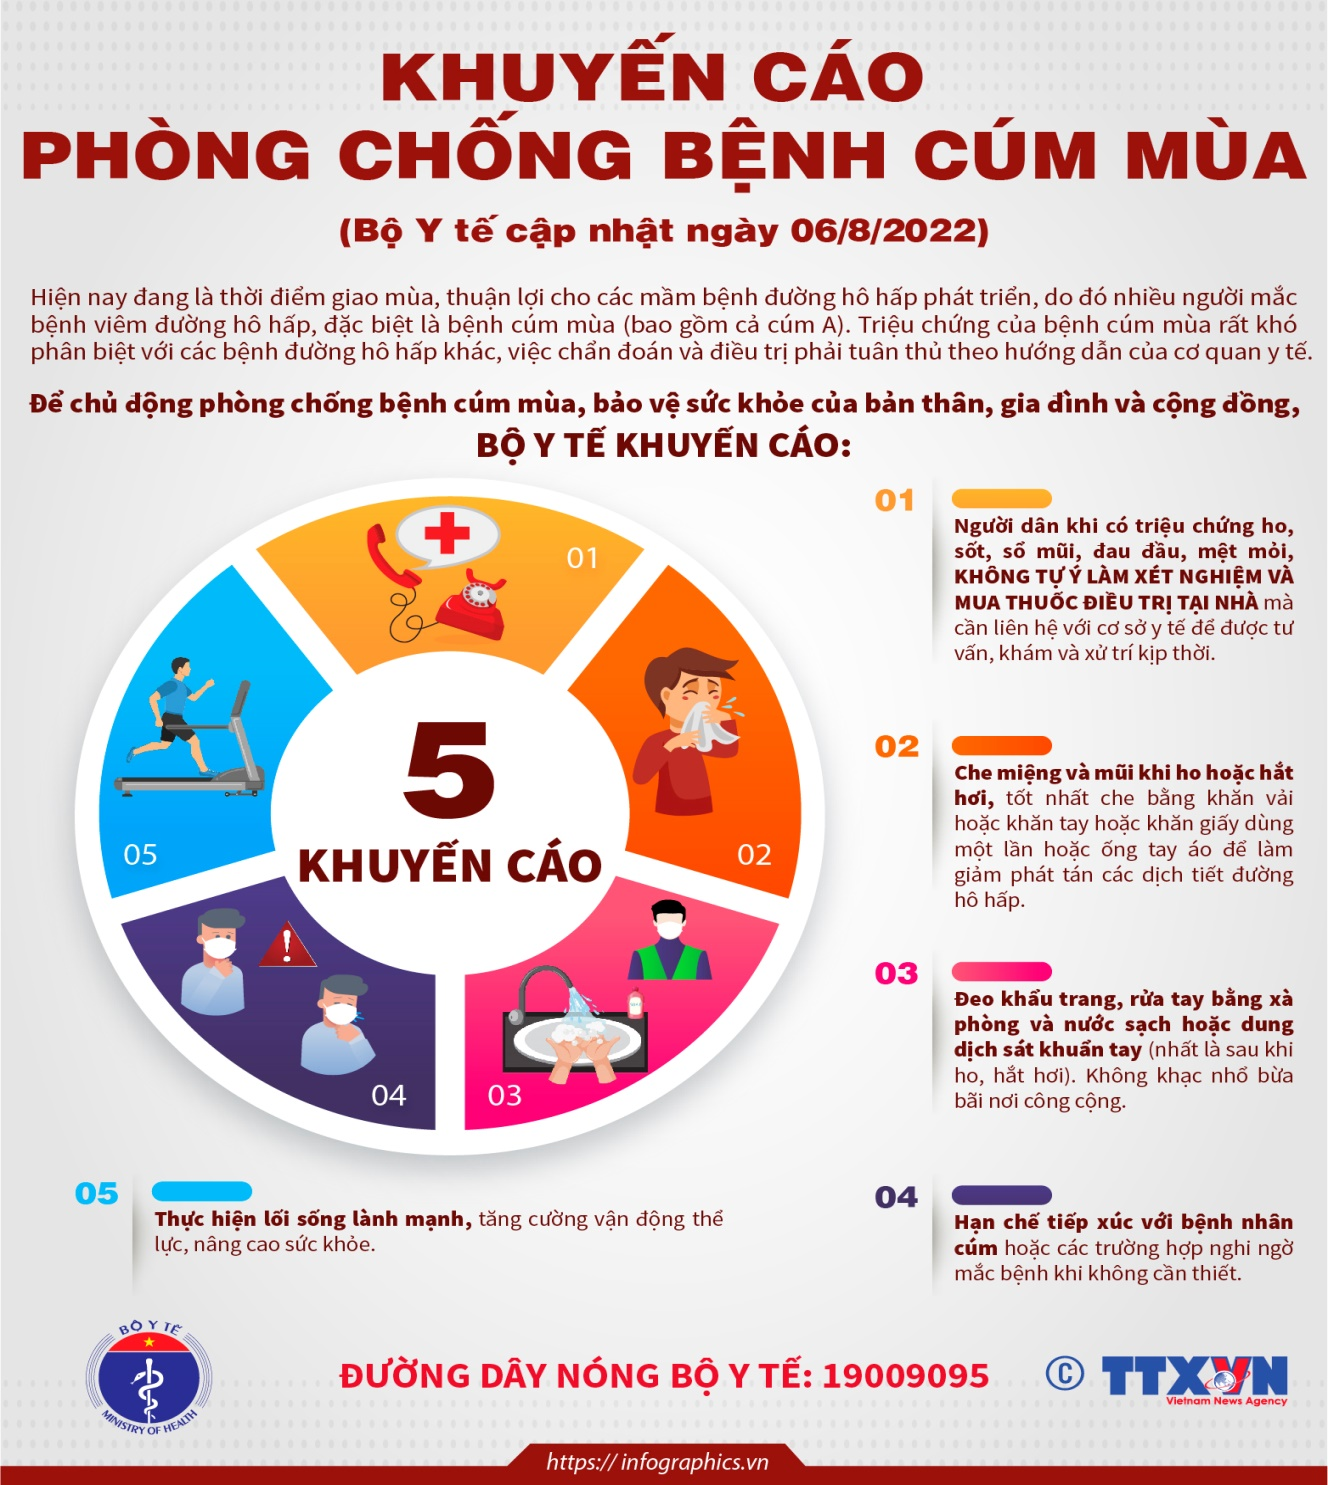 KHUYẾN CÁO
PHÒNG CHỐNG BỆNH CÚM MÙA
(Bộ Y tế cập nhật ngày 06/8/2022)
Hiện nay đang là thời điểm giao mùa, thuận lợi cho các mầm bệnh đường hô hấp phát triển, do đó nhiều người mắc
bệnh viêm đường hô hấp, đặc biệt là bệnh cúm mùa (bao gồm cả cúm A). Triệu chứng của bệnh cúm mùa rất khó
phân biệt với các bệnh đường hô hấp khác, việc chẩn đoán và điều trị phải tuân thủ theo hướng dẫn của cơ quan y tế.
Để chủ động phòng chống bệnh cúm mùa, bảo vệ sức khỏe của bản thân, gia đình và cộng đồng,
BỘ Y TẾ KHUYẾN CÁO:
01
02
03
04
05
5
KHUYẾN CÁO
01
Người dân khi có triệu chứng ho,
sốt, sổ mũi, đau đầu, mệt mỏi,
KHÔNG TỰ Ý LÀM XÉT NGHIỆM VÀ
MUA THUỐC ĐIỀU TRỊ TẠI NHÀ mà
cần liên hệ với cơ sở y tế để được tư
vấn, khám và xử trí kịp thời.
02
Che miệng và mũi khi ho hoặc hắt
hơi, tốt nhất che bằng khăn vải
hoặc khăn tay hoặc khăn giấy dùng
một lần hoặc ống tay áo để làm
giảm phát tán các dịch tiết đường
hô hấp.
03
Đeo khẩu trang, rửa tay bằng xà
phòng và nước sạch hoặc dung
dịch sát khuẩn tay (nhất là sau khi
ho, hắt hơi). Không khạc nhổ bừa
bãi nơi công cộng.
04
Hạn chế tiếp xúc với bệnh nhân
cúm hoặc các trường hợp nghi ngờ
mắc bệnh khi không cần thiết.
05
Thực hiện lối sống lành mạnh, tăng cường vận động thể
lực, nâng cao sức khỏe.
BỘ Y TẾ
MINISTRY OF HEALTH
ĐƯỜNG DÂY NÓNG BỘ Y TẾ: 19009095
© TTXVN
Vietnam News Agency
https:// infographics.vn